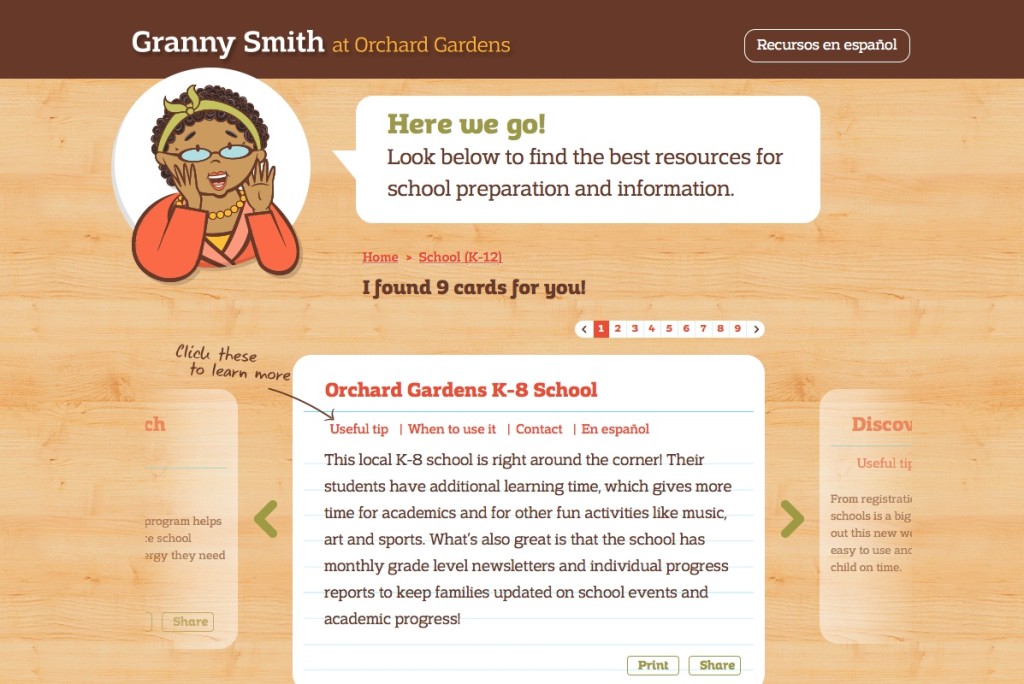 Granny Smith at Orchard Gardens
Recursos en español
Here we go!
Look below to find the best resources for
school preparation and information.
Home > School (K-12)
I found 9 cards for you!
< 1 2 3 4 5 6 7 8 9 >
Click these
to learn more
Orchard Gardens K-8 School
Useful tip | When to use it | Contact | En español
This local K-8 school is right around the corner! Their
students have additional learning time, which gives more
time for academics and for other fun activities like music,
art and sports. What's also great is that the school has
monthly grade level newsletters and individual progress
reports to keep families updated on school events and
academic progress!
Print Share
ch
program helps
school
ergy they need
Share
Discov
Useful tip
From registrati
schools is a big
out this new we
easy to use and
child on time.